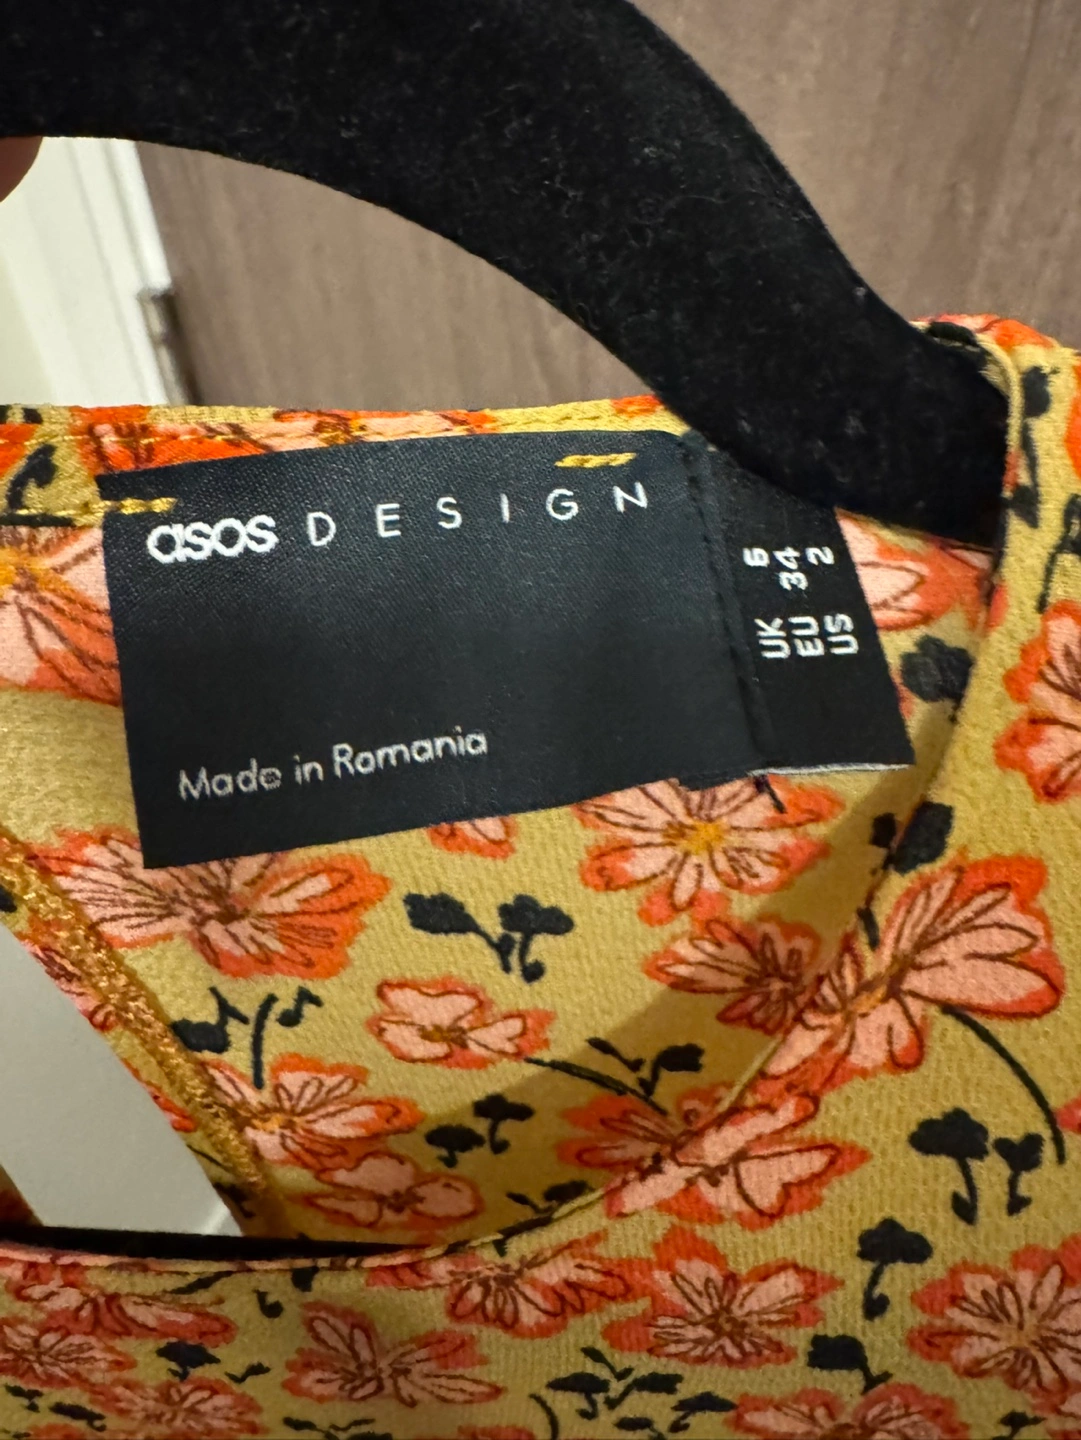 asos DESIGN
Made in Romania
UK 6
EU 34
US 2